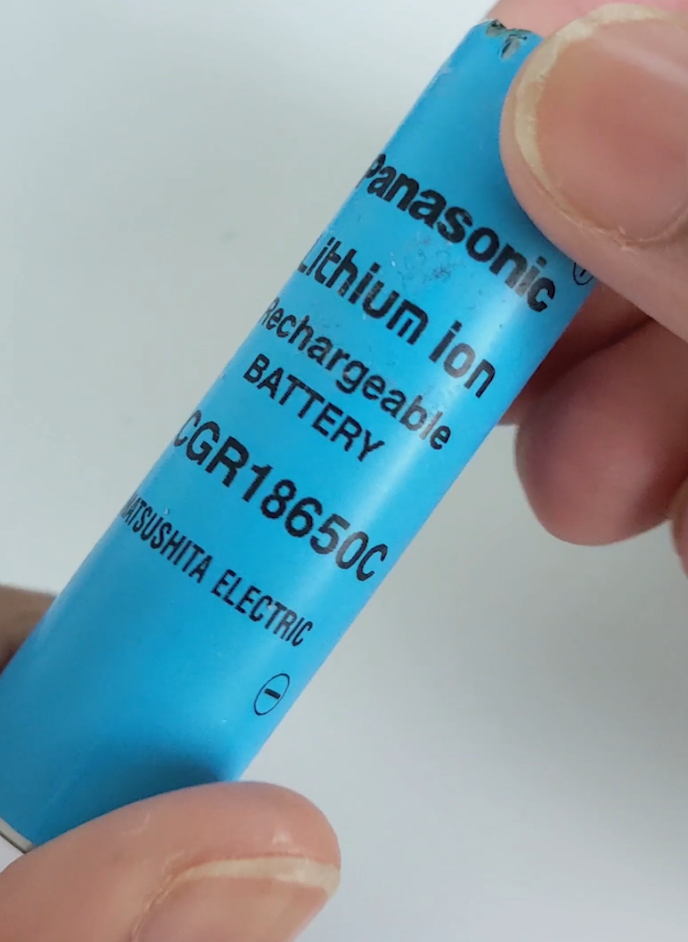 Panasonic
Lithium ion
Rechargeable
BATTERY
CGR18650C
MATSUSHITA ELECTRIC